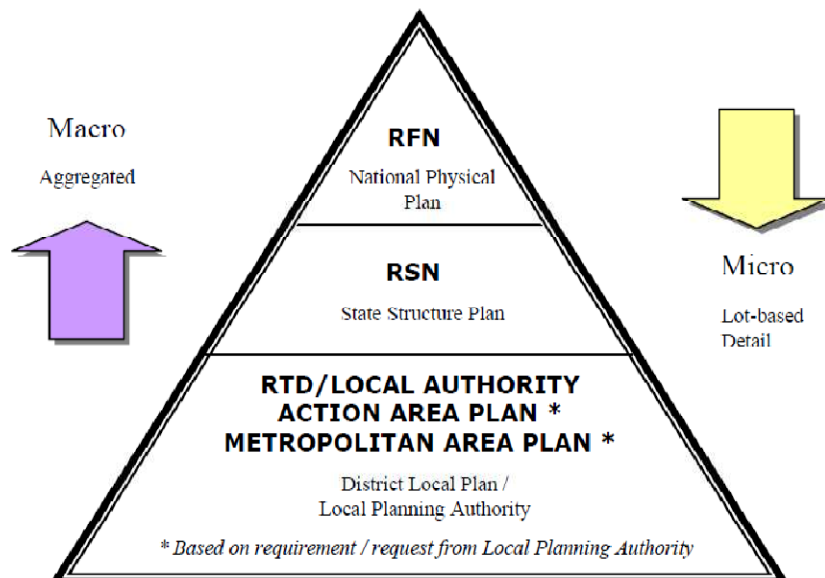 Macro
Aggregated
RFN
National Physical
Plan
RSN
State Structure Plan
RTD/LOCAL AUTHORITY
ACTION AREA PLAN *
METROPOLITAN AREA PLAN *
District Local Plan /
Local Planning Authority
* Based on requirement / request from Local Planning Authority
Micro
Lot-based
Detail